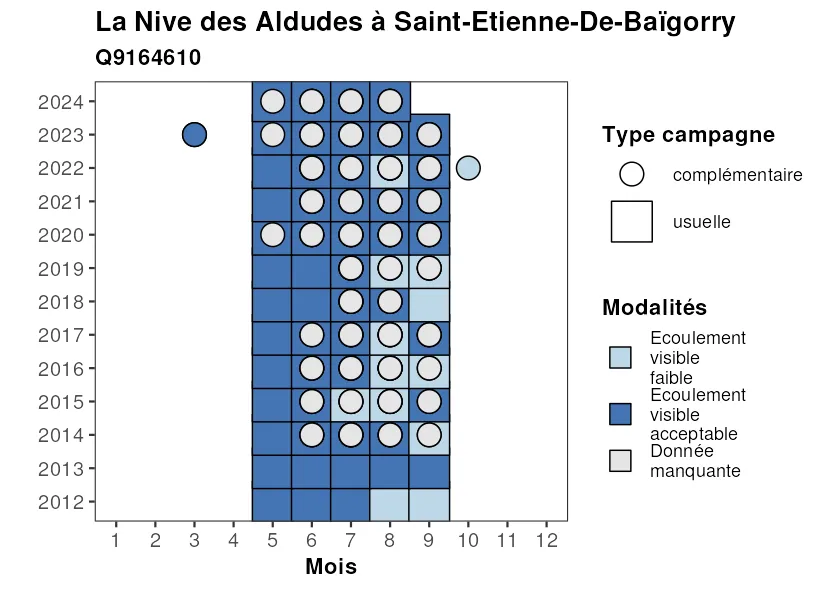 La Nive des Aldudes à Saint-Etienne-De-Baïgorry
Q9164610
2024
2023
2022
2021
2020
2019
2018
2017
2016
2015
2014
2013
2012
1 2 3 4 5 6 7 8 9 10 11 12
Mois
Type campagne
complémentaire
usuelle
Modalités
Ecoulement
visible
faible
Ecoulement
visible
acceptable
Donnée
manquante